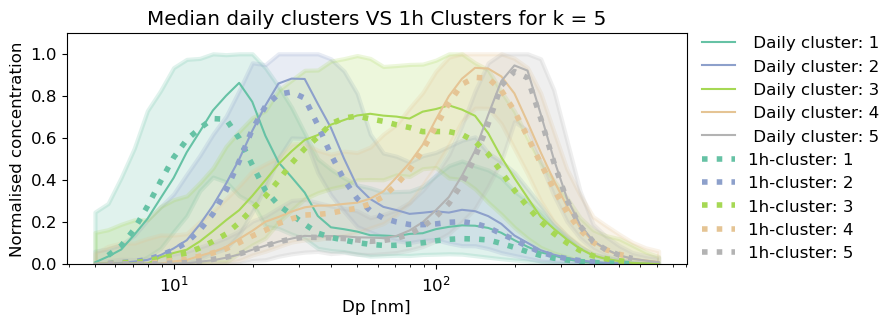 Median daily clusters VS 1h Clusters for k = 5
Normalised concentration
1.0
0.8
0.6
0.4
0.2
0.0
10¹
10²
Dp [nm]
Daily cluster: 1
Daily cluster: 2
Daily cluster: 3
Daily cluster: 4
Daily cluster: 5
1h-cluster: 1
1h-cluster: 2
1h-cluster: 3
1h-cluster: 4
1h-cluster: 5